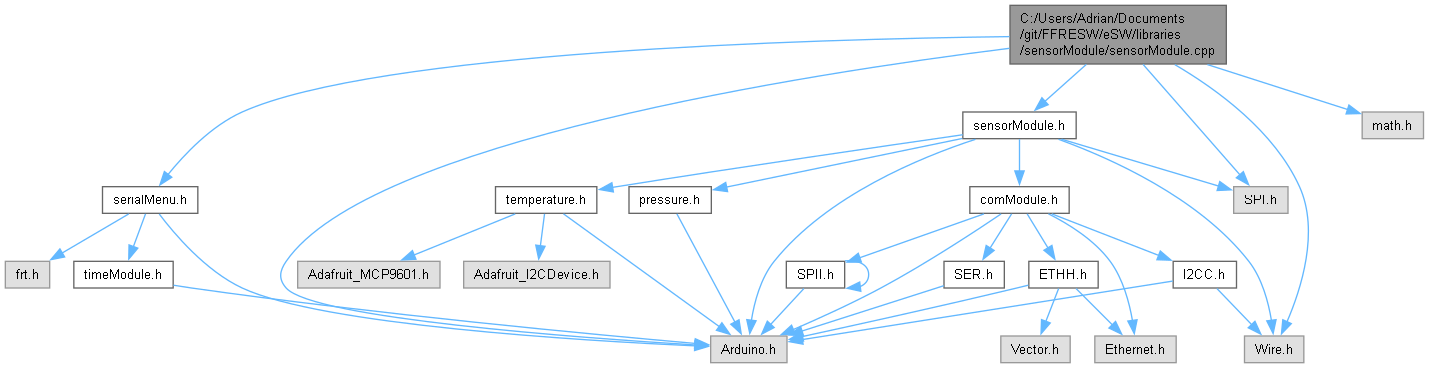 C:/Users/Adrian/Documents
/git/FFRESW/eSW/libraries
/sensorModule/sensorModule.cpp
sensorModule.h
math.h
serialMenu.h
temperature.h
pressure.h
comModule.h
SPI.h
frt.h
timeModule.h
Adafruit_MCP9601.h
Adafruit_I2CDevice.h
SPII.h
SER.h
ETHH.h
I2CC.h
Arduino.h
Vector.h
Ethernet.h
Wire.h